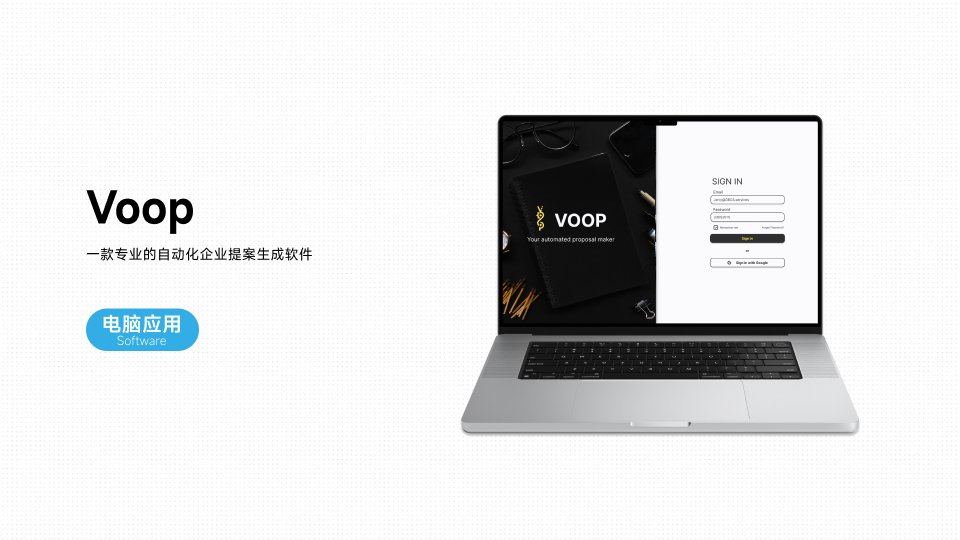 Voop
一款专业的自动化企业提案生成软件
电脑应用
Software
VOOP
Your automated proposal maker
SIGN IN
Email
Password
Remember me
Sign in
or
Sign in with Google